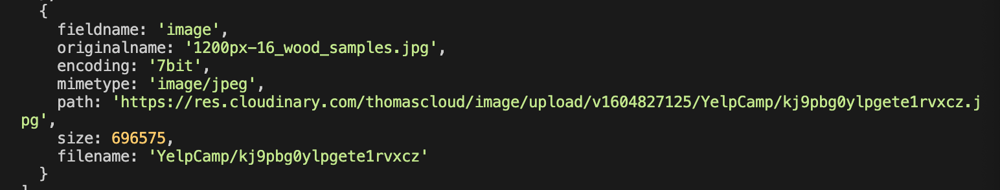 {
fieldname: 'image',
originalname: '1200px-16_wood_samples.jpg',
encoding: '7bit',
mimetype: 'image/jpeg',
path: 'https://res.cloudinary.com/thomascloud/image/upload/v1604827125/YelpCamp/kj9pbg0ylpgete1rvxcz.j
pg',
size: 696575,
filename: 'YelpCamp/kj9pbg0ylpgete1rvxcz'
}